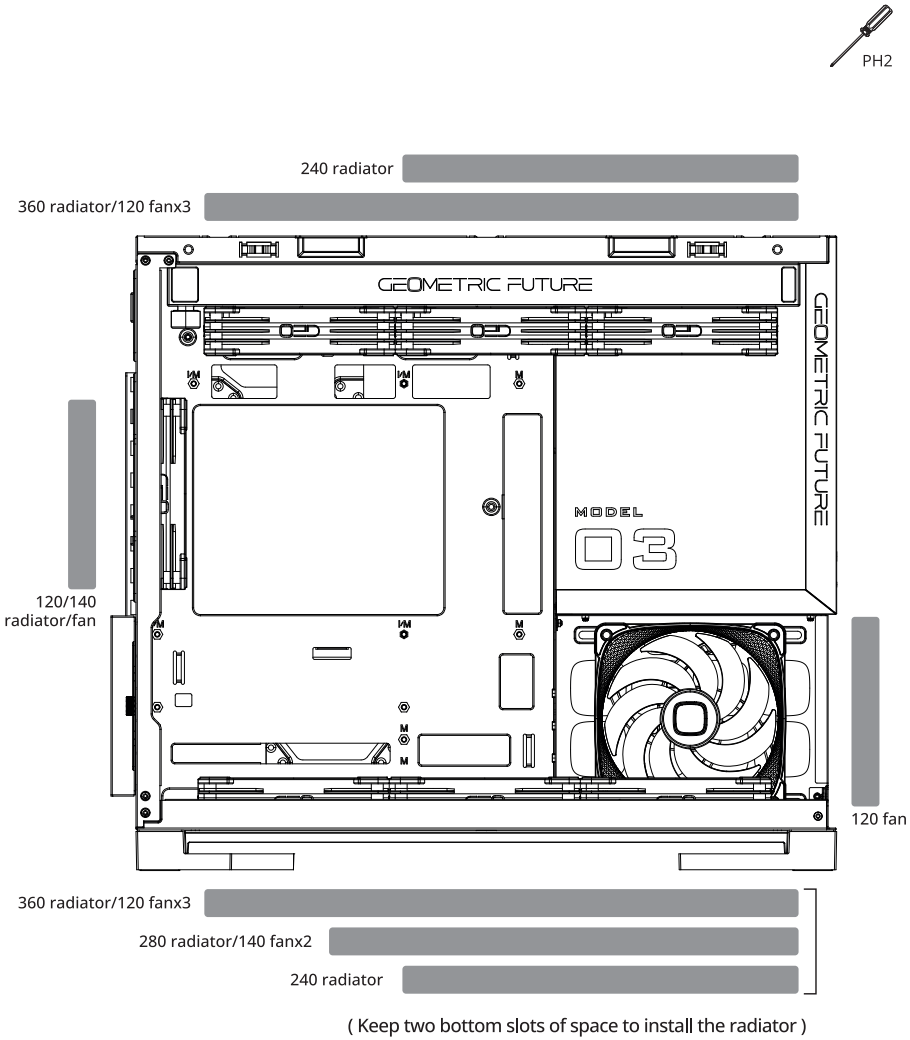 PH2
240 radiator
360 radiator/120 fanx3
GEOMETRIC FUTURE
GEOMETRIC FUTURE
I/M
I/M
M
MODEL
03
120/140
radiator/fan
M
I/M
M
M
M
120 fan
360 radiator/120 fanx3
280 radiator/140 fanx2
240 radiator
( Keep two bottom slots of space to install the radiator )